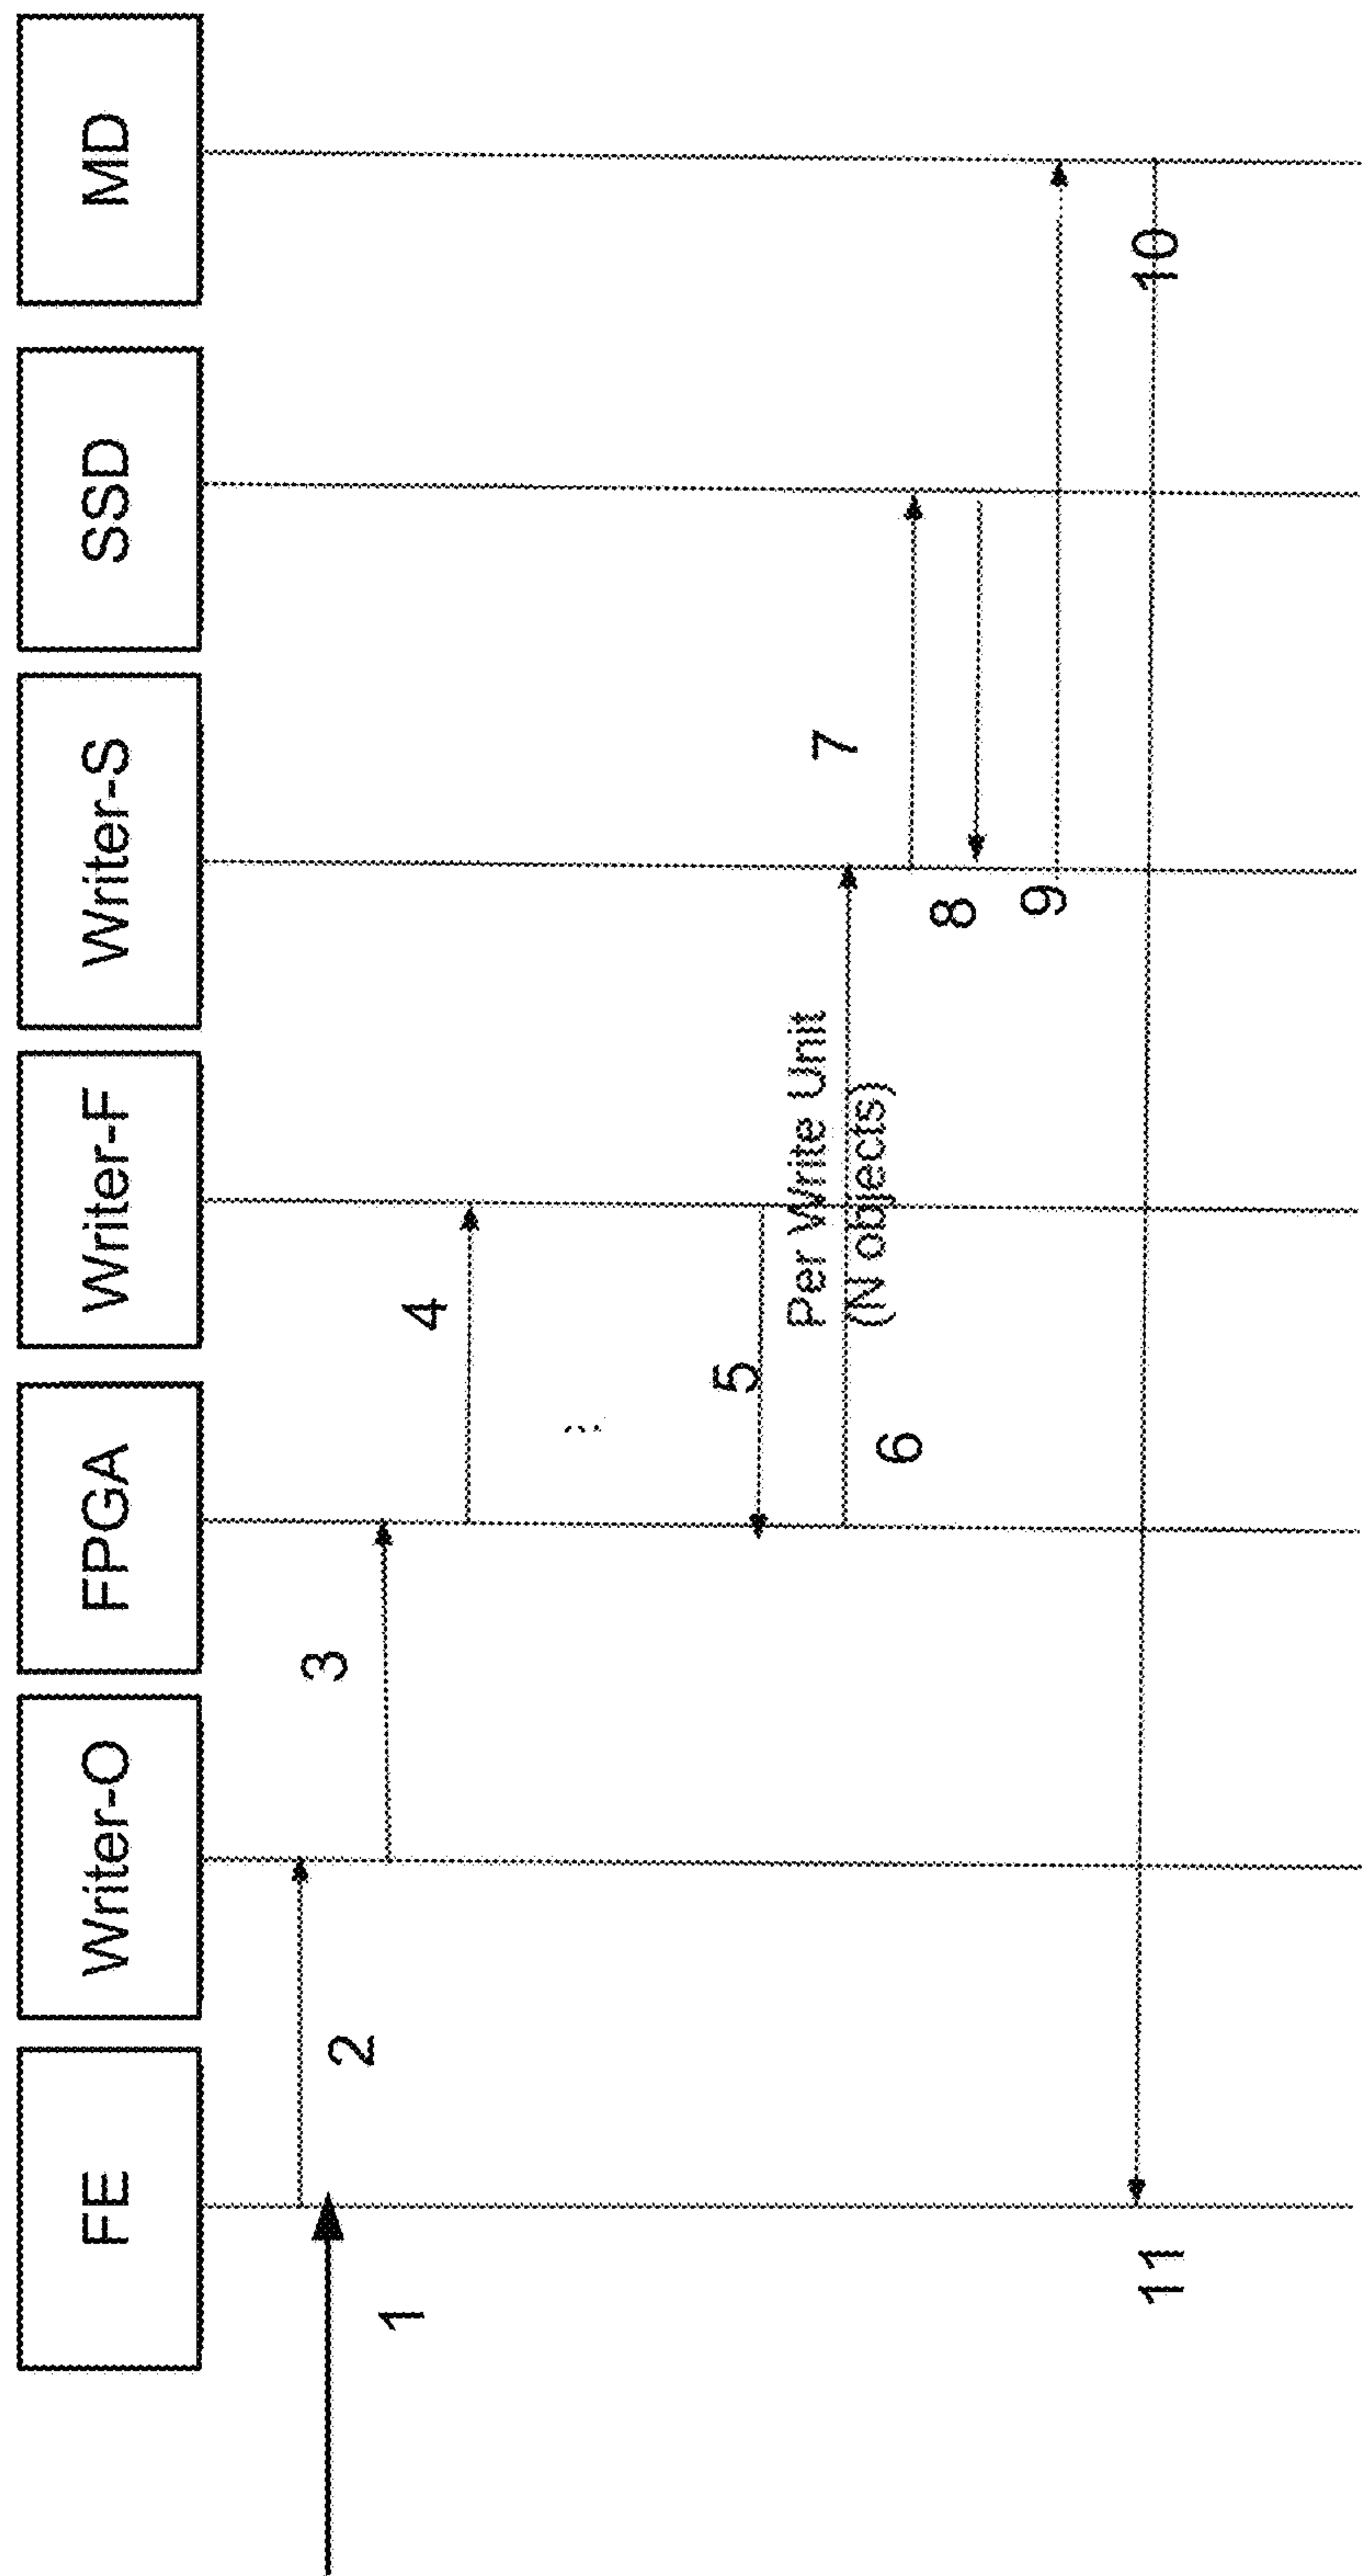 FE
Writer-O
FPGA
Writer-F
Writer-S
SSD
MD
1
2
3
4
...
5
Per Write Unit
(N objects)
6
7
8
9
10
11